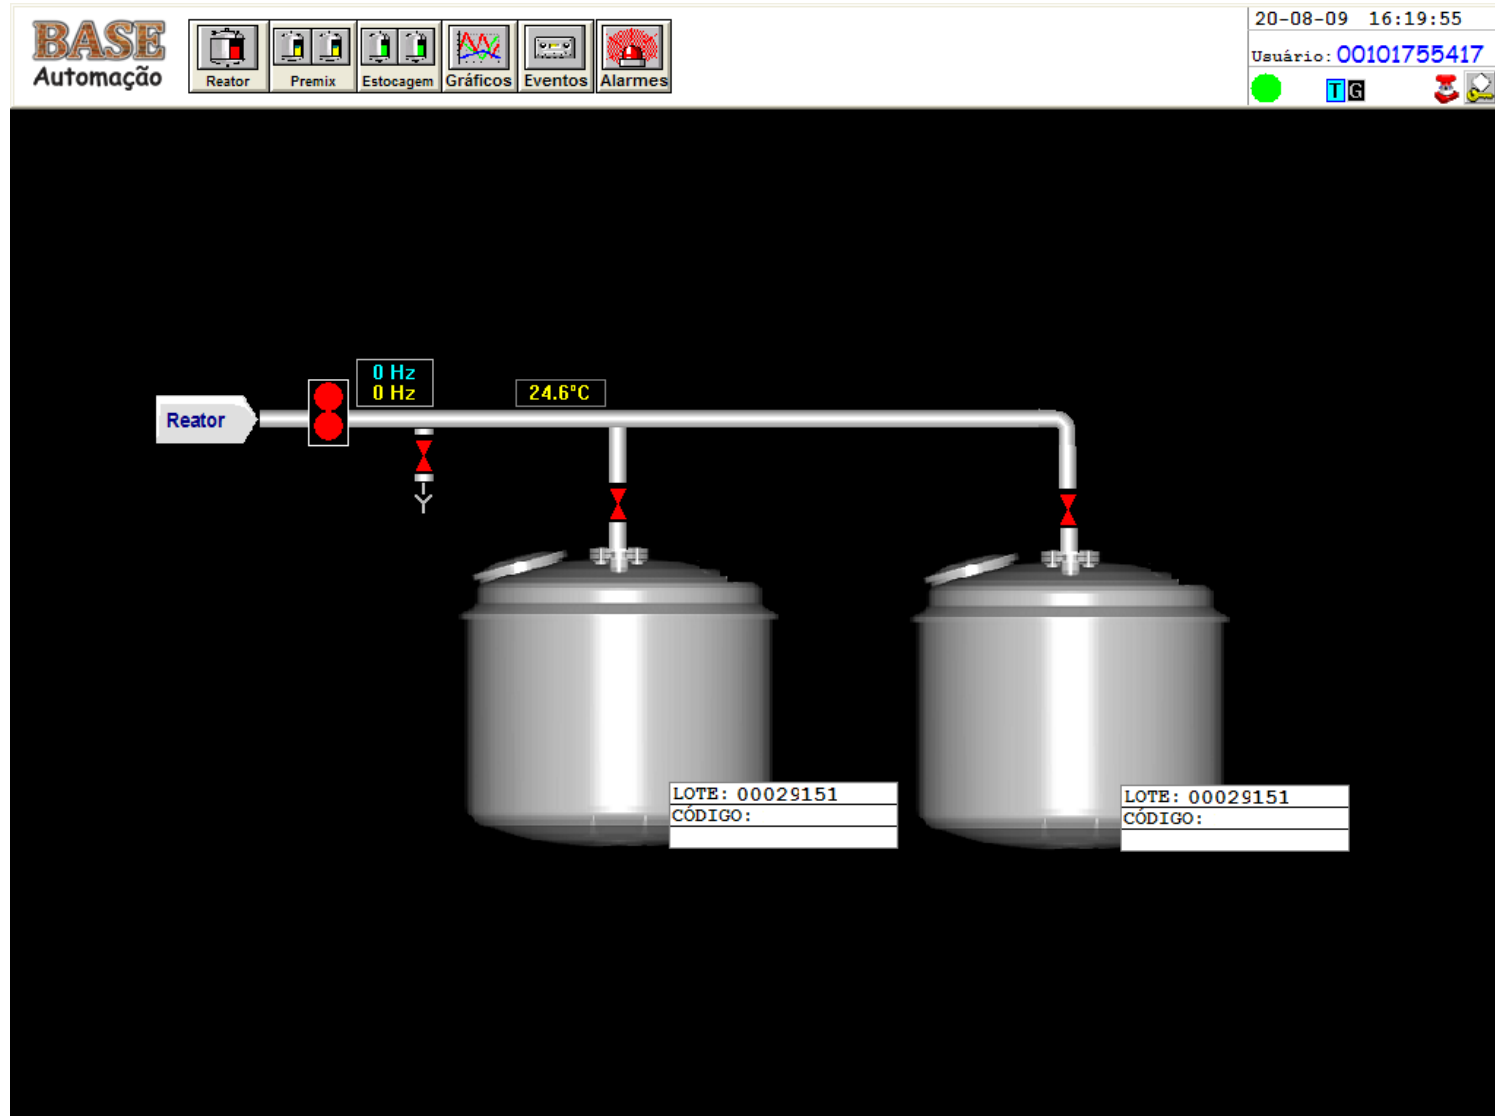 BASE
Automação
Reator
Premix
Estocagem
Gráficos
Eventos
Alarmes
20-08-09 16:19:55
Usuário: 00101755417
T G
0 Hz
0 Hz
24.6°C
Reator
LOTE: 00029151
CÓDIGO:
LOTE: 00029151
CÓDIGO: